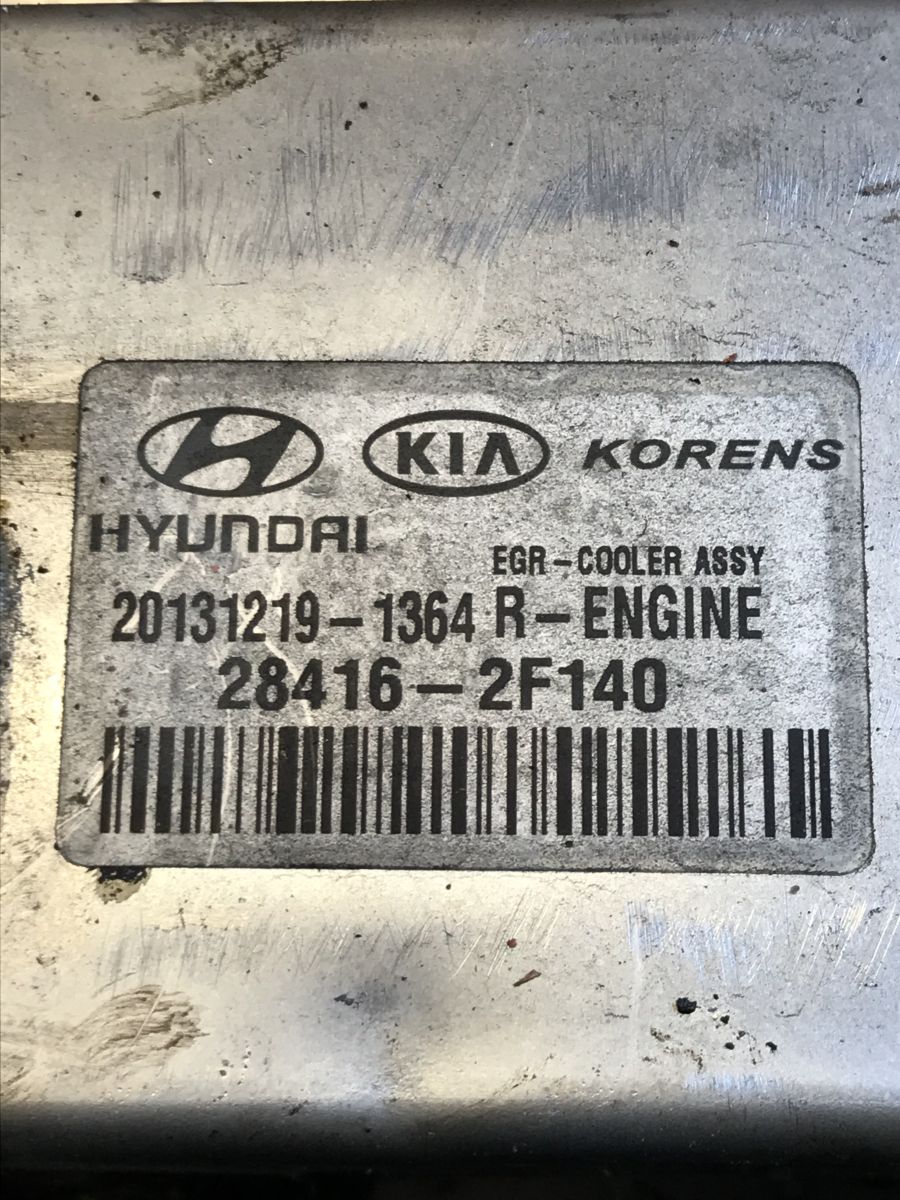 KIA KORENS
HYUNDAI
EGR-COOLER ASSY
20131219-1364 R-ENGINE
28416-2F140